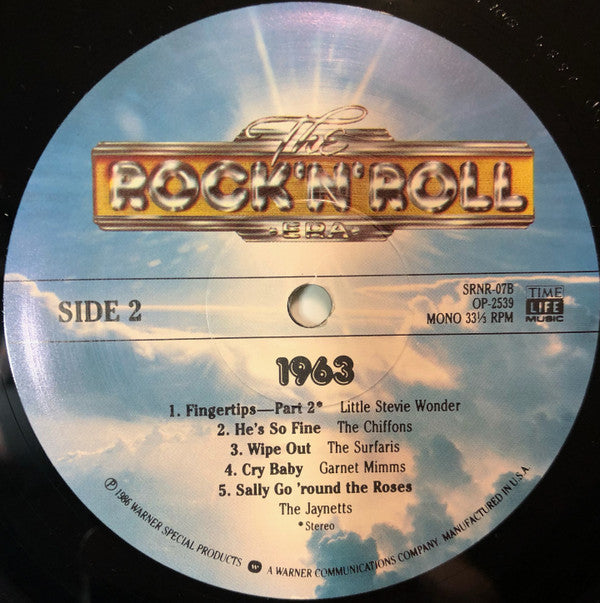 The
ROCK'N'ROLL
·ERA·
SIDE 2
SRNR-07B
OP-2539
MONO 33⅓ RPM
TIME
LIFE
MUSIC
1963
1. Fingertips—Part 2* Little Stevie Wonder
2. He's So Fine The Chiffons
3. Wipe Out The Surfaris
4. Cry Baby Garnet Mimms
5. Sally Go 'round the Roses
The Jaynetts
*Stereo
℗ 1986 WARNER SPECIAL PRODUCTS W A WARNER COMMUNICATIONS COMPANY. MANUFACTURED IN U.S.A.